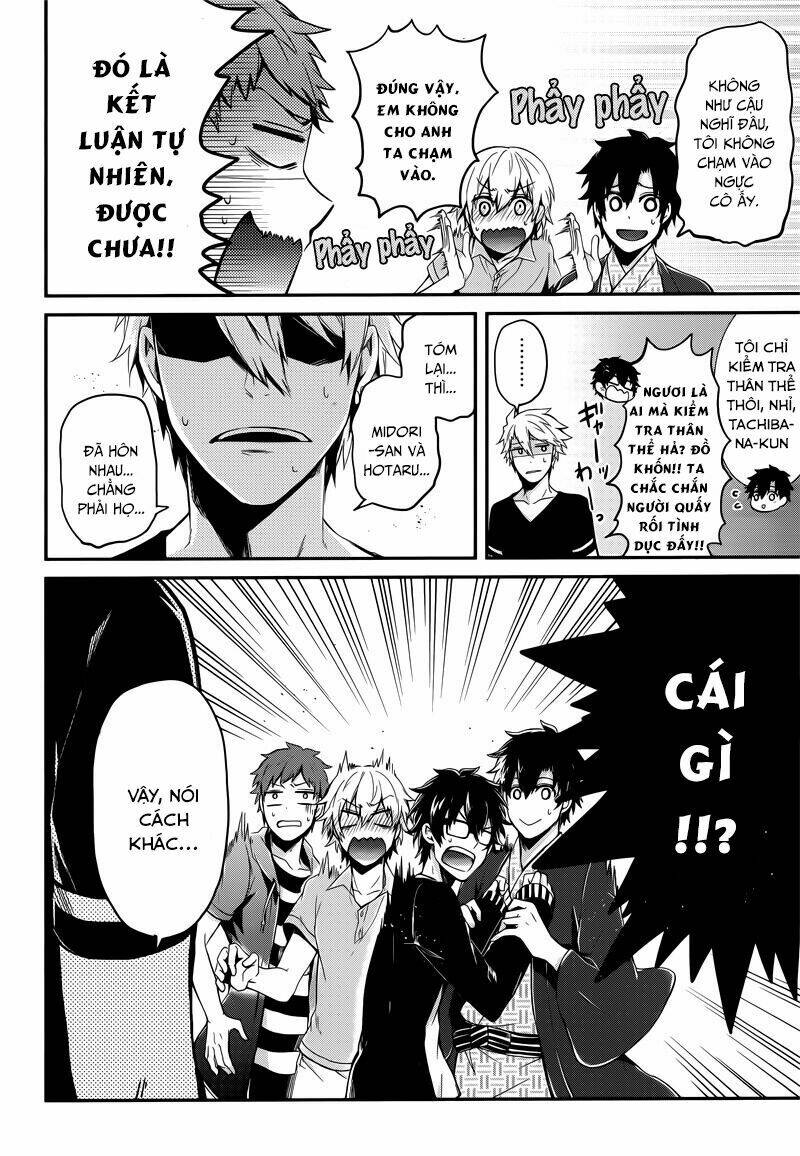 KHÔNG
NHƯ CẬU
NGHĨ ĐÂU,
TÔI KHÔNG
CHẠM VÀO
NGỰC
CÔ ẤY.
Phẩy phẩy
ĐÚNG VẬY,
EM KHÔNG
CHO ANH
TA CHẠM
VÀO.
Phẩy phẩy
ĐÓ LÀ
KẾT
LUẬN TỰ
NHIÊN,
ĐƯỢC
CHƯA!!
TÔI CHỈ
KIỂM TRA
THÂN THỂ
THÔI, NHỈ,
TACHIBA-
NA-KUN
NGƯƠI LÀ
AI MÀ KIỂM
TRA THÂN
THỂ HẢ? ĐỒ
KHỐN!! TA
CHẮC CHẮN
NGƯỜI QUẤY
RỐI TÌNH
DỤC ĐẤY!!
ギャーッ
........
TÓM
LẠI...
THÌ...
MIDORI
-SAN VÀ
HOTARU...
ĐÃ HÔN
NHAU...
CHẲNG
PHẢI HỌ...
CÁI
GÌ
!!?
VẬY, NÓI
CÁCH
KHÁC...